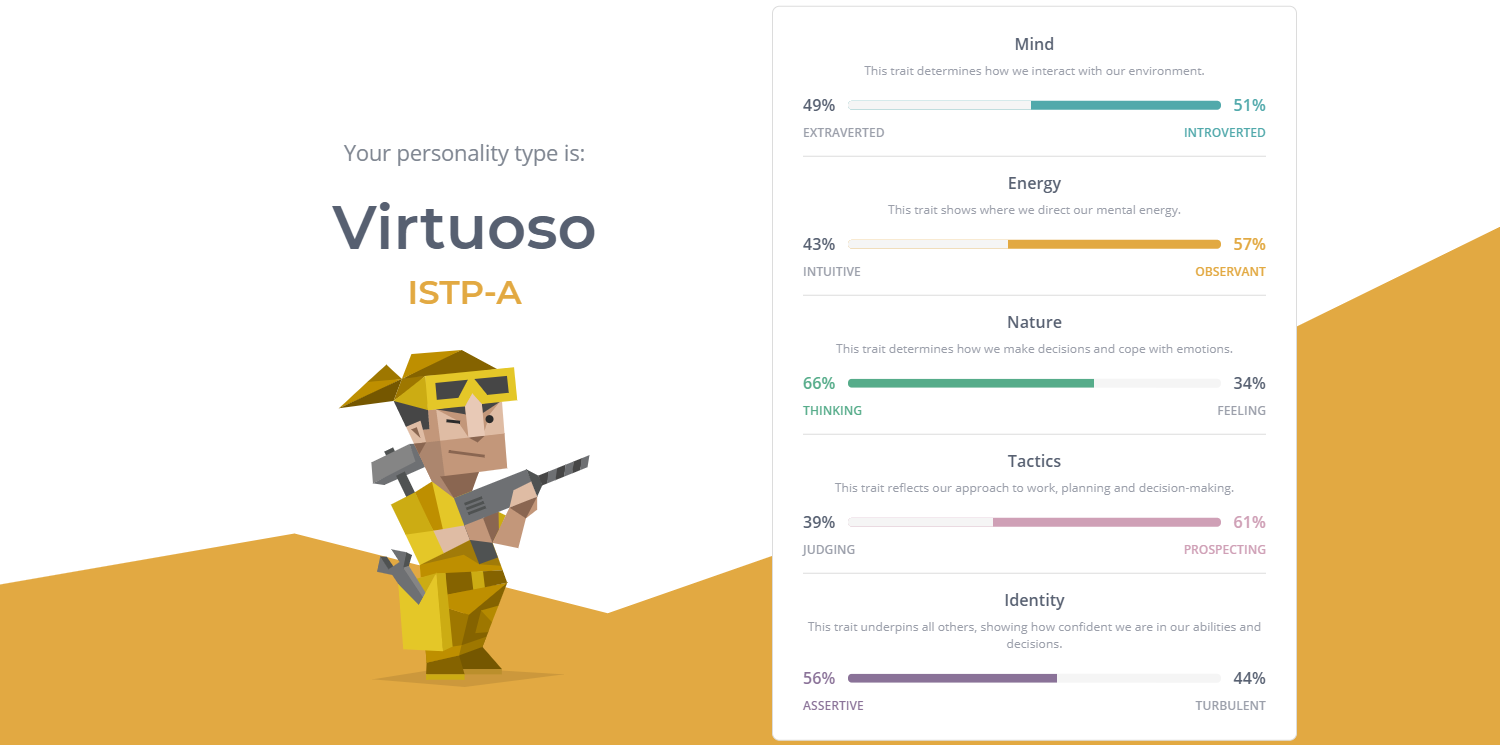 Your personality type is:
Virtuoso
ISTP-A
Mind
This trait determines how we interact with our environment.
49% 51%
EXTRAVERTED INTROVERTED
Energy
This trait shows where we direct our mental energy.
43% 57%
INTUITIVE OBSERVANT
Nature
This trait determines how we make decisions and cope with emotions.
66% 34%
THINKING FEELING
Tactics
This trait reflects our approach to work, planning and decision-making.
39% 61%
JUDGING PROSPECTING
Identity
This trait underpins all others, showing how confident we are in our abilities and
decisions.
56% 44%
ASSERTIVE TURBULENT